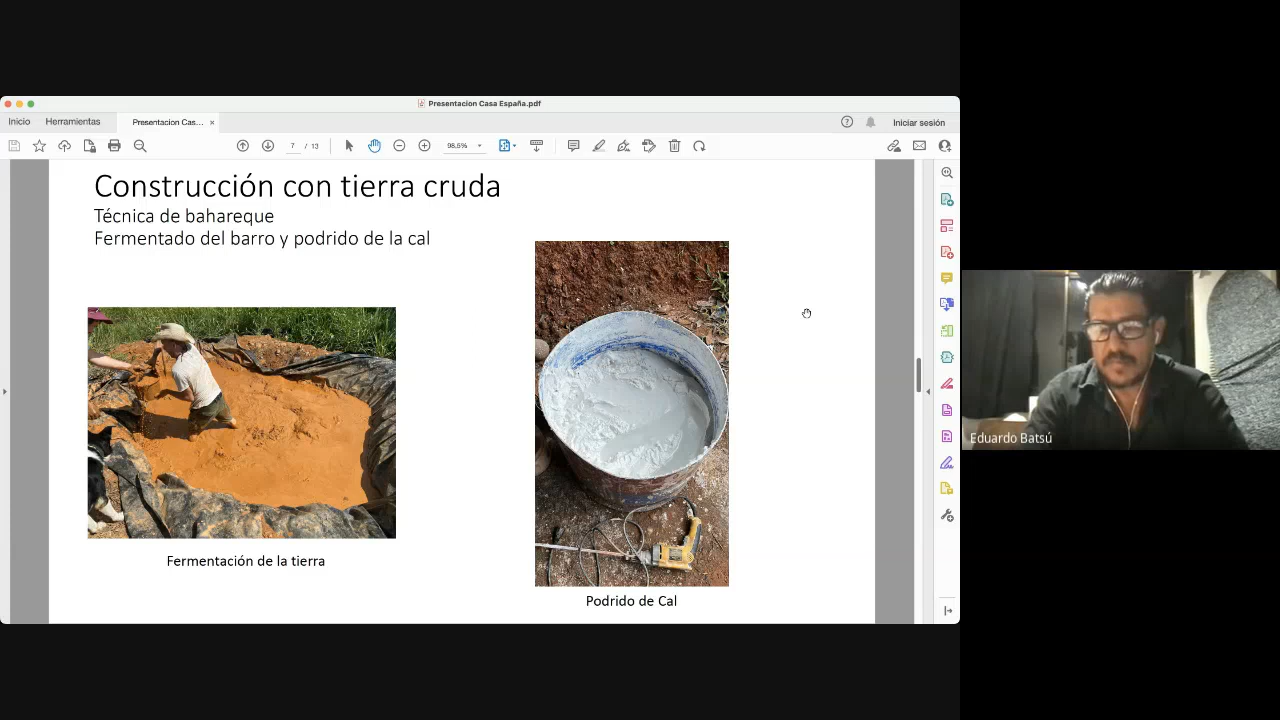 Presentacion Casa España.pdf
Inicio
Herramientas
Presentacion Cas...
Iniciar sesión
7 / 13
98,6%
Construcción con tierra cruda
Técnica de bahareque
Fermentado del barro y podrido de la cal
Fermentación de la tierra
Podrido de Cal
Eduardo Batsú